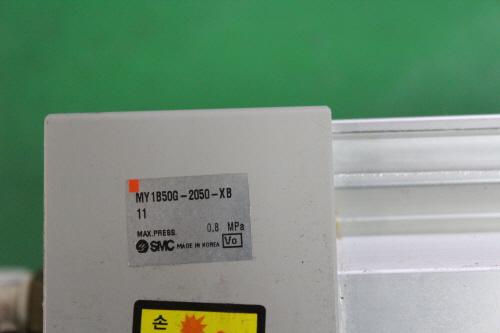 MY1B50G-2050-XB
11
MAX.PRESS. 0.8 MPa
SMC MADE IN KOREA Vo
손